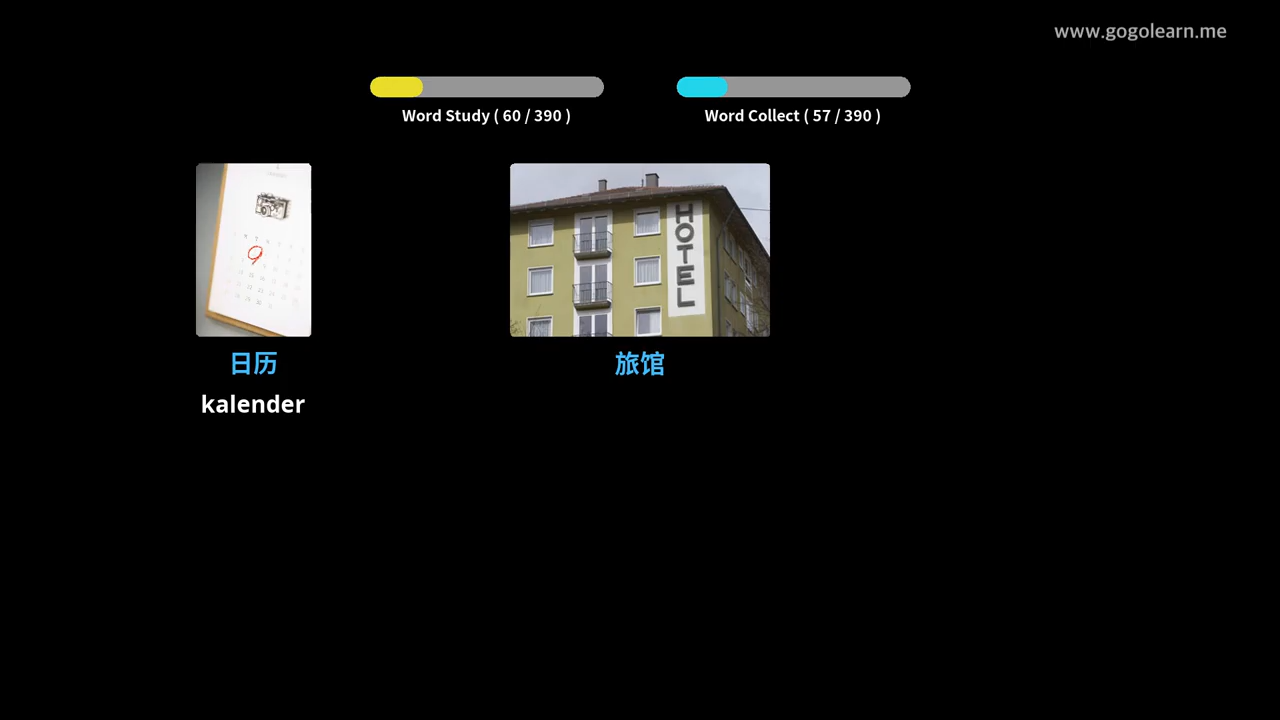 www.gogolearn.me
Word Study ( 60 / 390 )
Word Collect ( 57 / 390 )
HOTEL
日历
旅馆
kalender